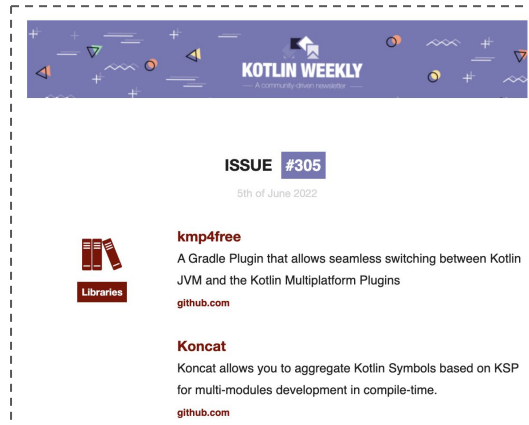 KOTLIN WEEKLY
A community driven newsletter
ISSUE #305
5th of June 2022
Libraries
kmp4free
A Gradle Plugin that allows seamless switching between Kotlin
JVM and the Kotlin Multiplatform Plugins
github.com
Koncat
Koncat allows you to aggregate Kotlin Symbols based on KSP
for multi-modules development in compile-time.
github.com